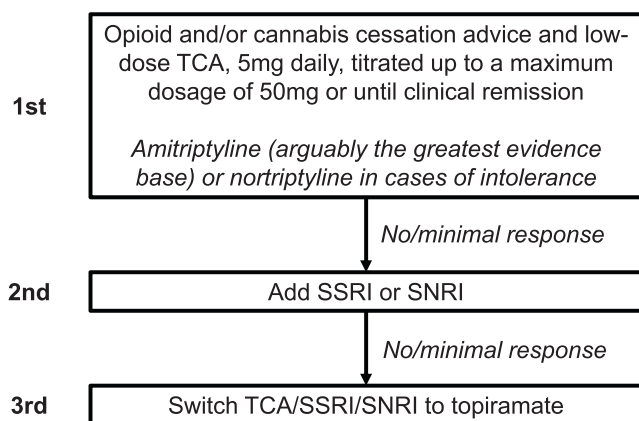 Opioid and/or cannabis cessation advice and low-
dose TCA, 5mg daily, titrated up to a maximum
dosage of 50mg or until clinical remission
1st
Amitriptyline (arguably the greatest evidence
base) or nortriptyline in cases of intolerance
No/minimal response
2nd
Add SSRI or SNRI
No/minimal response
3rd
Switch TCA/SSRI/SNRI to topiramate